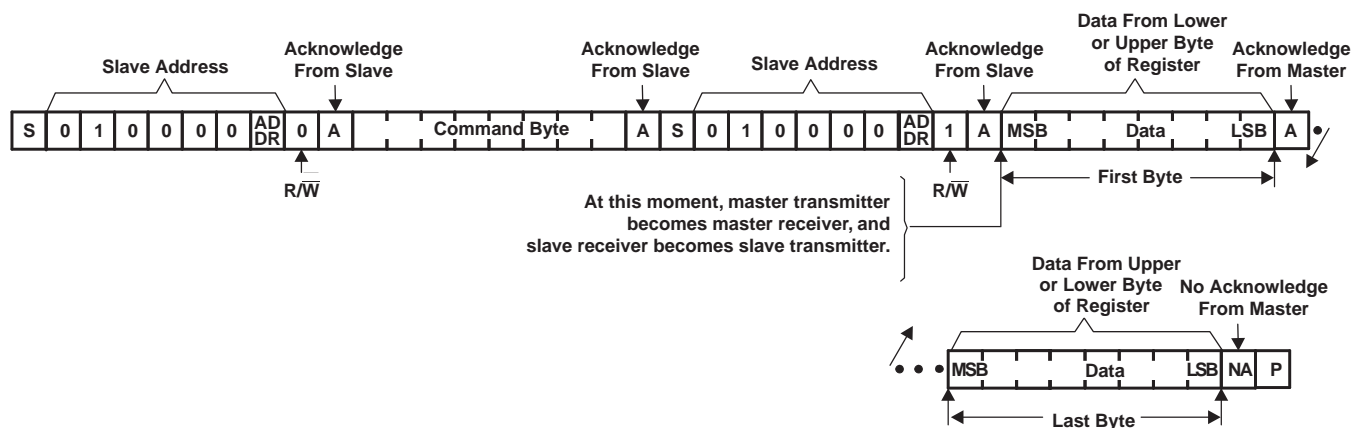 Slave Address
Acknowledge
From Slave
Acknowledge
From Slave
Slave Address
Acknowledge
From Slave
Data From Lower
or Upper Byte
of Register
Acknowledge
From Master
S 0 1 0 0 0 0 AD DR 0 A Command Byte A S 0 1 0 0 0 0 AD DR 1 A MSB Data LSB A
R/W̅
R/W̅
First Byte
At this moment, master transmitter
becomes master receiver, and
slave receiver becomes slave transmitter.
Data From Upper
or Lower Byte
of Register
No Acknowledge
From Master
MSB Data LSB NA P
Last Byte